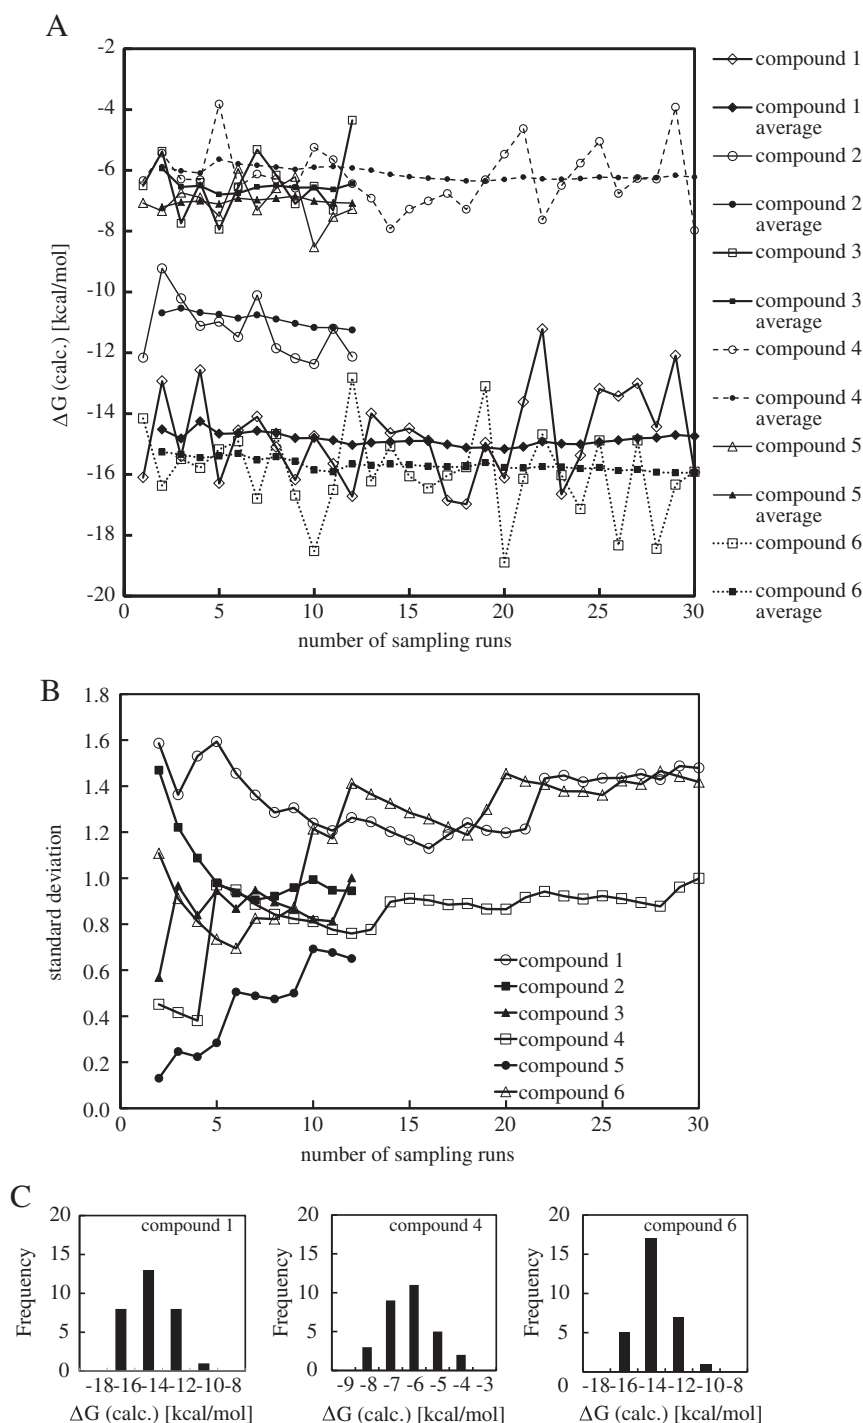 A
-2
-4
-6
-8
-10
-12
-14
-16
-18
-20
ΔG (calc.) [kcal/mol]
0
5
10
15
20
25
30
number of sampling runs
compound 1
compound 1
average
compound 2
compound 2
average
compound 3
compound 3
average
compound 4
compound 4
average
compound 5
compound 5
average
compound 6
compound 6
average
B
1.8
1.6
1.4
1.2
1.0
0.8
0.6
0.4
0.2
0.0
standard deviation
0
5
10
15
20
25
30
number of sampling runs
compound 1
compound 2
compound 3
compound 4
compound 5
compound 6
C
20
15
10
5
0
Frequency
compound 1
-18-16-14-12-10-8
ΔG (calc.) [kcal/mol]
20
15
10
5
0
Frequency
compound 4
-9 -8 -7 -6 -5 -4 -3
ΔG (calc.) [kcal/mol]
20
15
10
5
0
Frequency
compound 6
-18-16-14-12-10-8
ΔG (calc.) [kcal/mol]